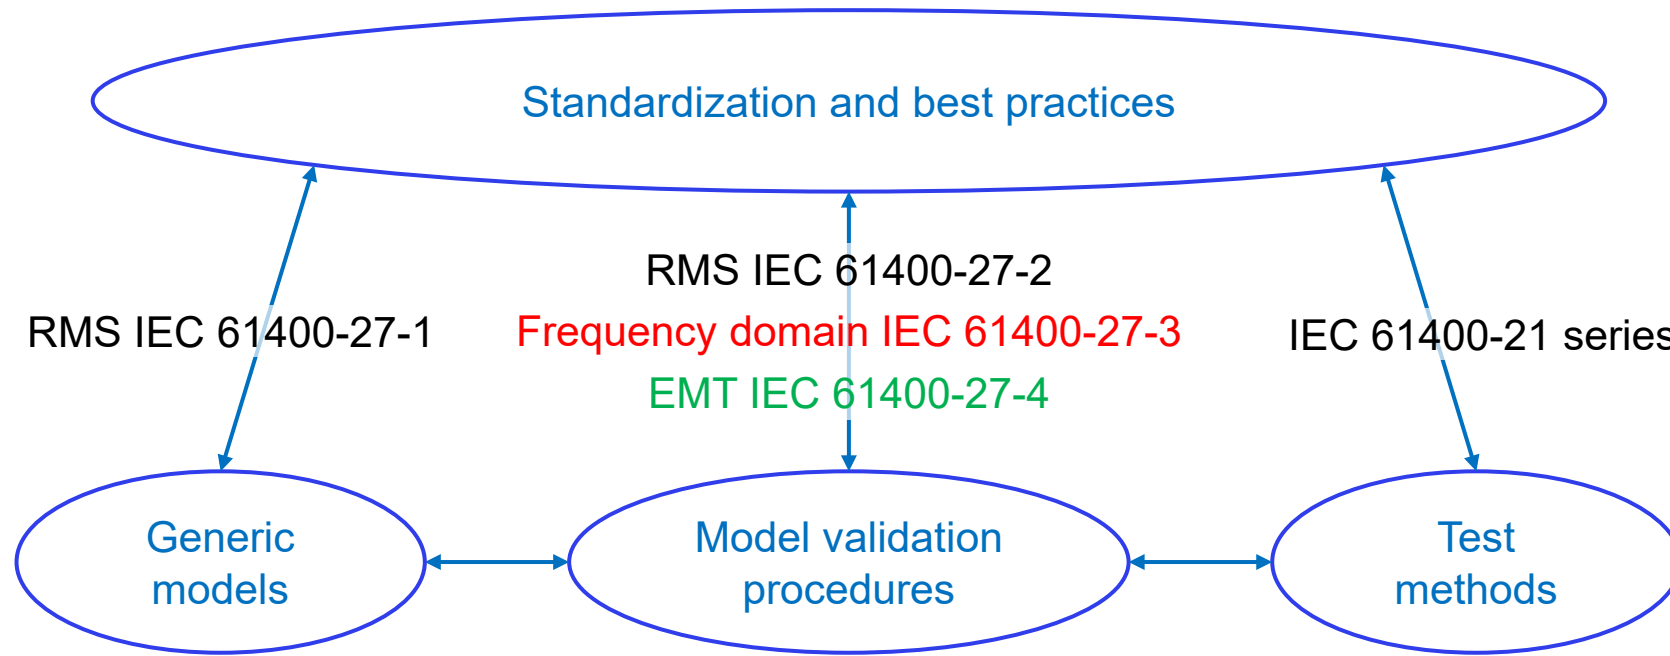 Standardization and best practices
RMS IEC 61400-27-1
RMS IEC 61400-27-2
Frequency domain IEC 61400-27-3
EMT IEC 61400-27-4
IEC 61400-21 series
Generic
models
Model validation
procedures
Test
methods